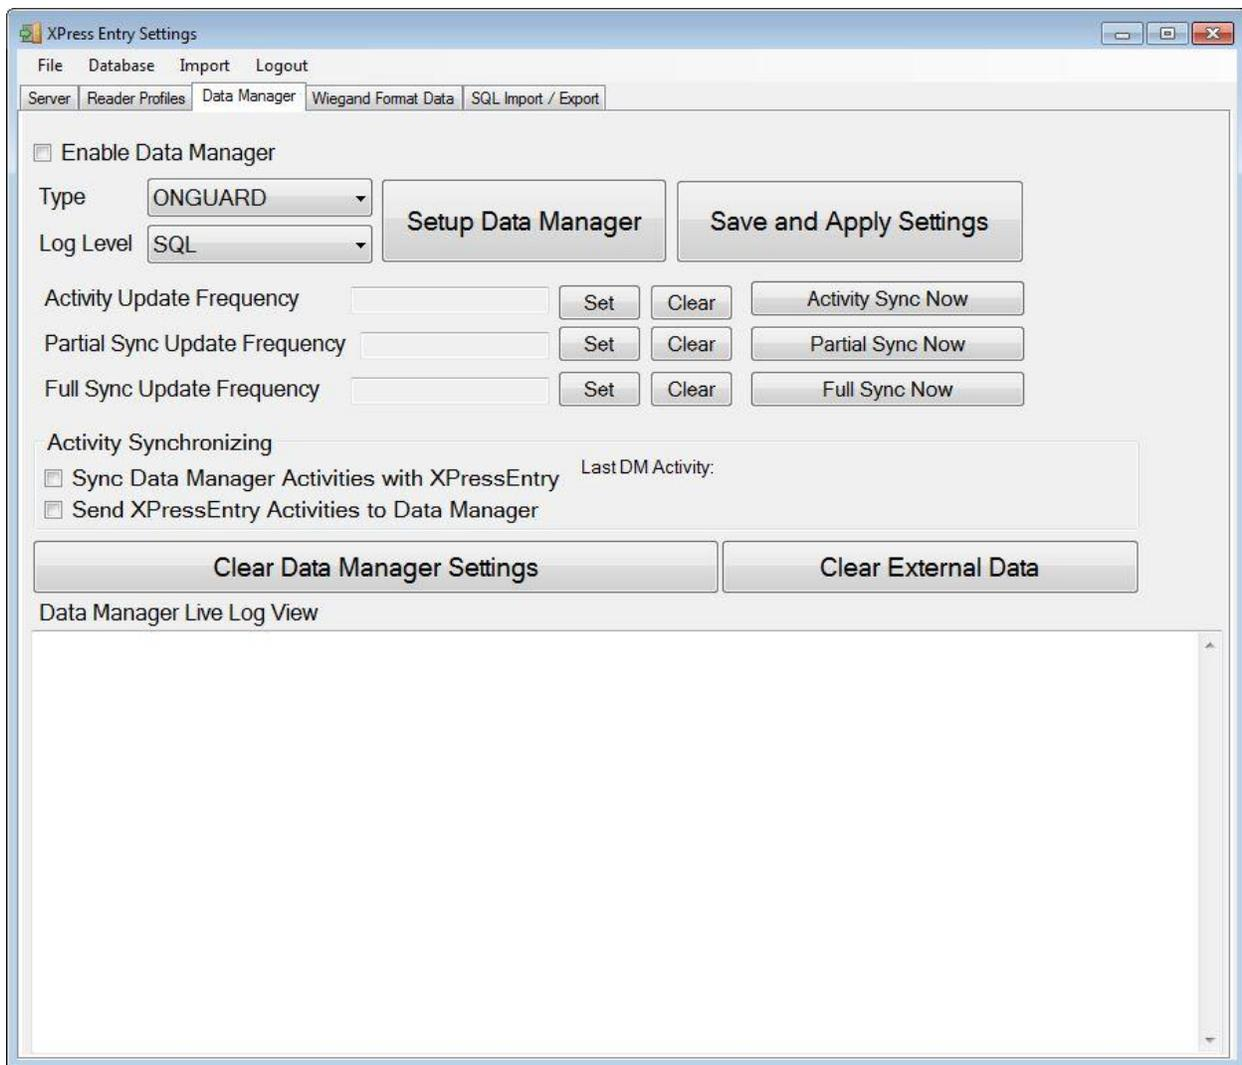 XPress Entry Settings
File Database Import Logout
Server Reader Profiles Data Manager Wiegand Format Data SQL Import / Export
Enable Data Manager
Type ONGUARD
Setup Data Manager Save and Apply Settings
Log Level SQL
Activity Update Frequency Set Clear Activity Sync Now
Partial Sync Update Frequency Set Clear Partial Sync Now
Full Sync Update Frequency Set Clear Full Sync Now
Activity Synchronizing
Sync Data Manager Activities with XPressEntry Last DM Activity:
Send XPressEntry Activities to Data Manager
Clear Data Manager Settings Clear External Data
Data Manager Live Log View